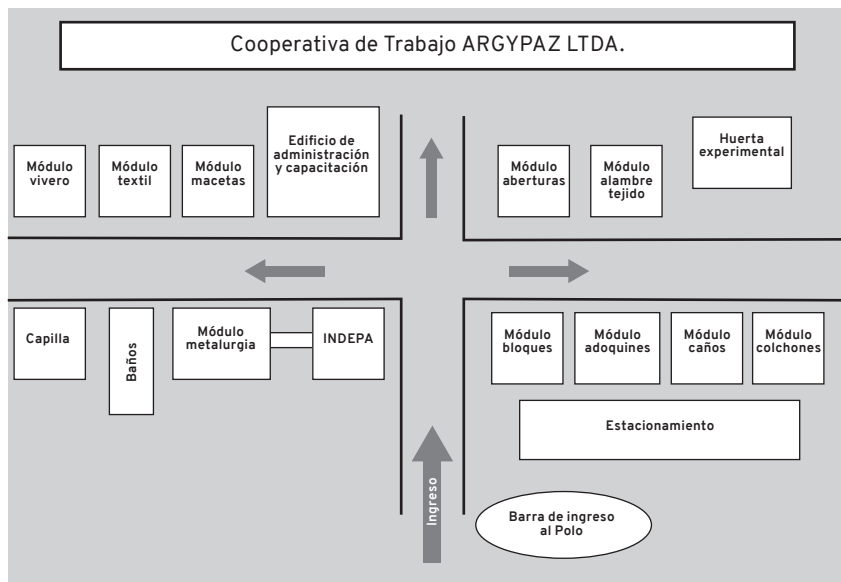 Cooperativa de Trabajo ARGYPAZ LTDA.
Módulo
vivero
Módulo
textil
Módulo
macetas
Edificio de
administración
y capacitación
Módulo
aberturas
Módulo
alambre
tejido
Huerta
experimental
Capilla
Baños
Módulo
metalurgia
INDEPA
Módulo
bloques
Módulo
adoquines
Módulo
caños
Módulo
colchones
Estacionamiento
Ingreso
Barra de ingreso
al Polo